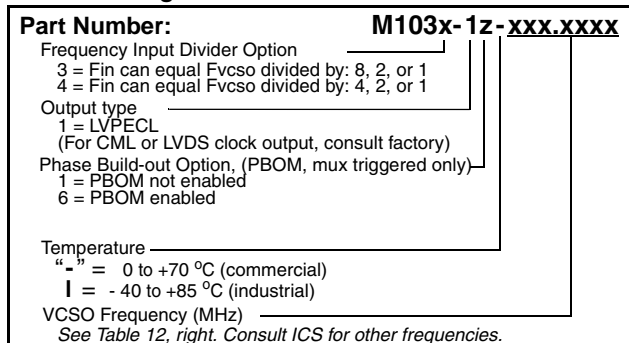 Part Number: M103x-1z-xxx.xxxx
Frequency Input Divider Option
3 = Fin can equal Fvcso divided by: 8, 2, or 1
4 = Fin can equal Fvcso divided by: 4, 2, or 1
Output type
1 = LVPECL
(For CML or LVDS clock output, consult factory)
Phase Build-out Option, (PBOM, mux triggered only)
1 = PBOM not enabled
6 = PBOM enabled
Temperature
“-” = 0 to +70 °C (commercial)
I = - 40 to +85 °C (industrial)
VCSO Frequency (MHz)
See Table 12, right. Consult ICS for other frequencies.